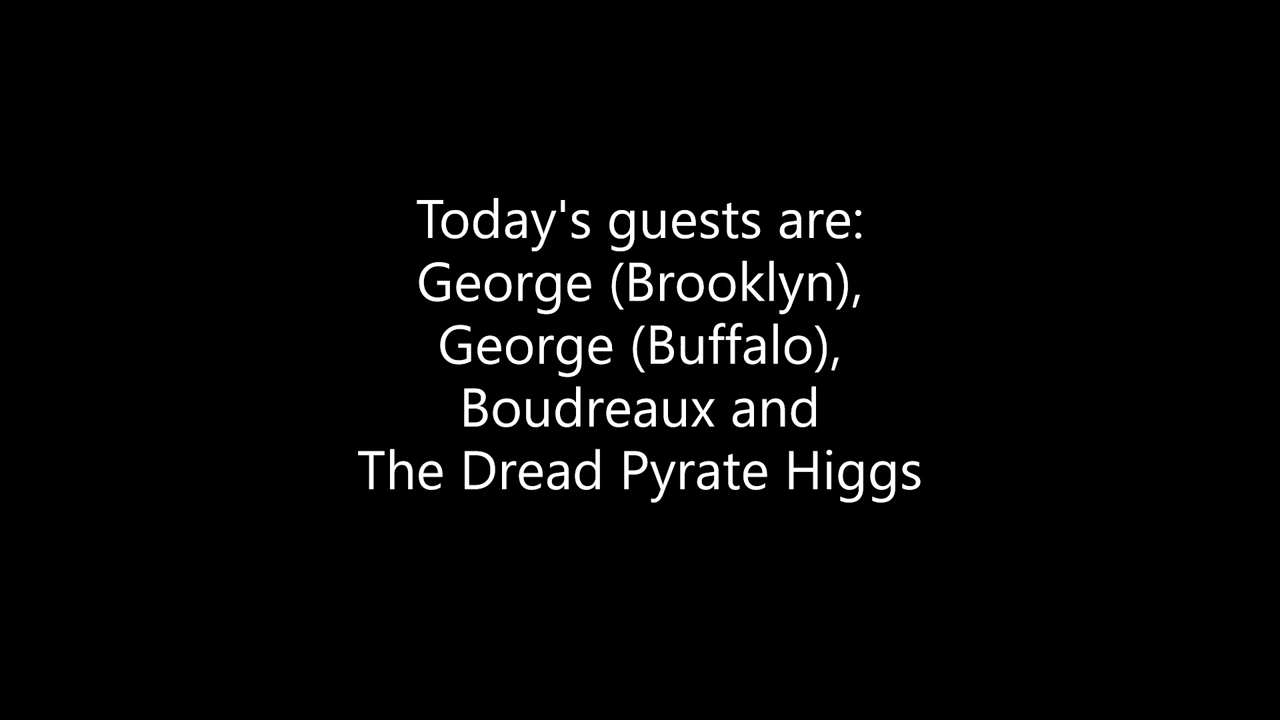 Today's guests are:
George (Brooklyn),
George (Buffalo),
Boudreaux and
The Dread Pyrate Higgs